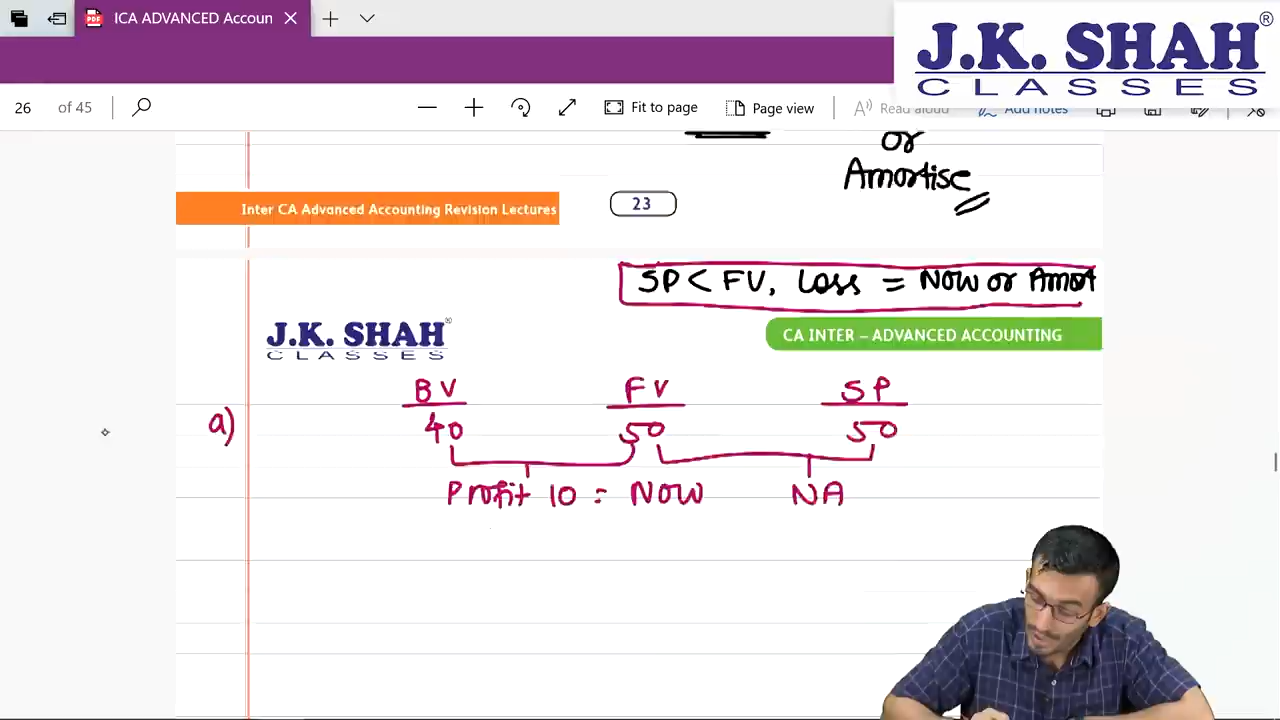 ICA ADVANCED Accoun
J.K. SHAH®
CLASSES
26 of 45
Fit to page
Page view
Read aloud
Add notes
or
Amortise
Inter CA Advanced Accounting Revision Lectures
23
SP < FV, Loss = Now or Amot
J.K. SHAH®
CLASSES
CA INTER – ADVANCED ACCOUNTING
BV FV SP
a) 40 50 50
Profit 10 = Now NA